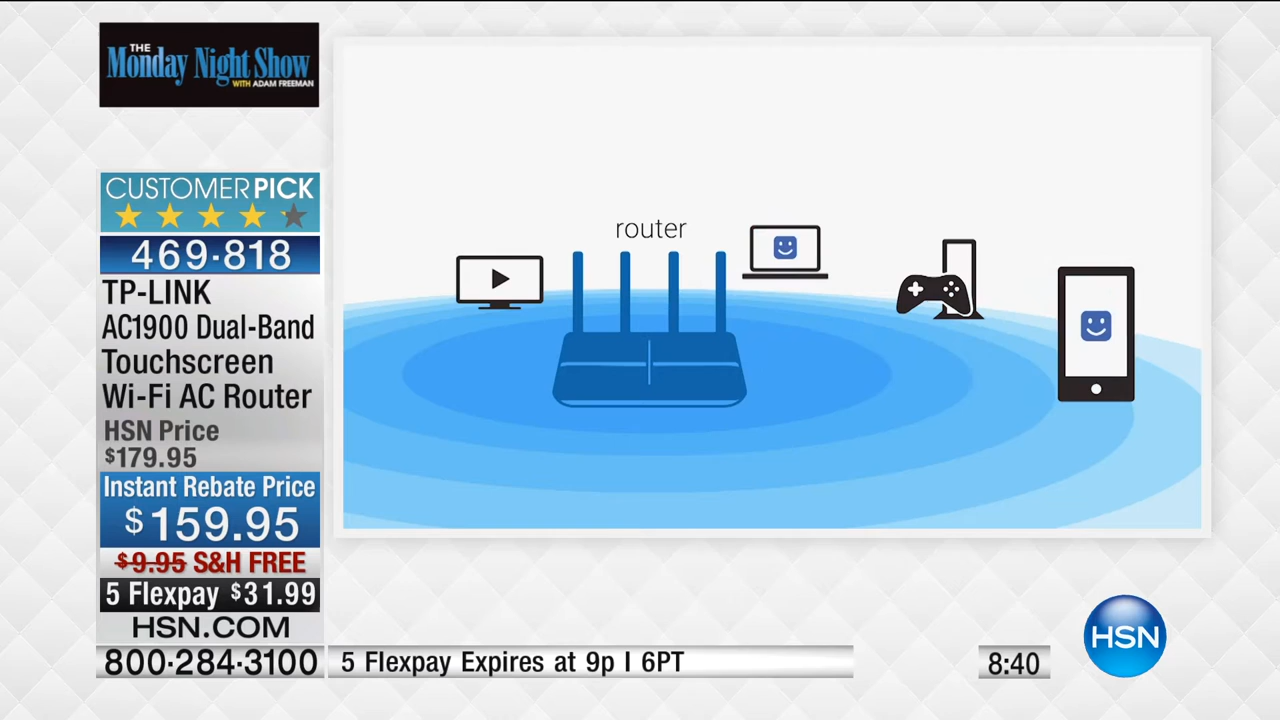 THE
Monday Night Show
WITH ADAM FREEMAN
CUSTOMER PICK
469·818
TP-LINK
AC1900 Dual-Band
Touchscreen
Wi-Fi AC Router
HSN Price
$179.95
Instant Rebate Price
$159.95
$9.95 S&H FREE
5 Flexpay $31.99
HSN.COM
800·284·3100
router
5 Flexpay Expires at 9p I 6PT
8:40
HSN